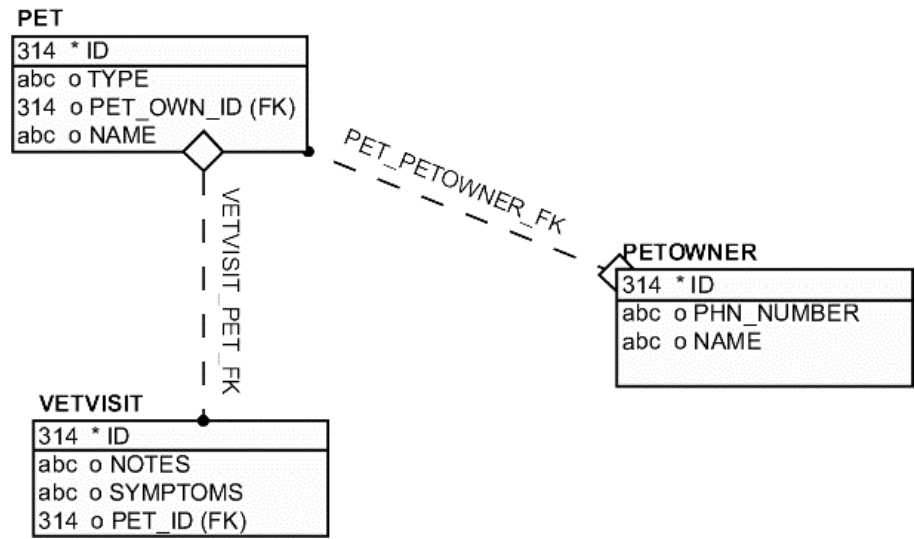 PET
314 * ID
abc o TYPE
314 o PET_OWN_ID (FK)
abc o NAME
PET_PETOWNER_FK
VETVISIT_PET_FK
PETOWNER
314 * ID
abc o PHN_NUMBER
abc o NAME
VETVISIT
314 * ID
abc o NOTES
abc o SYMPTOMS
314 o PET_ID (FK)